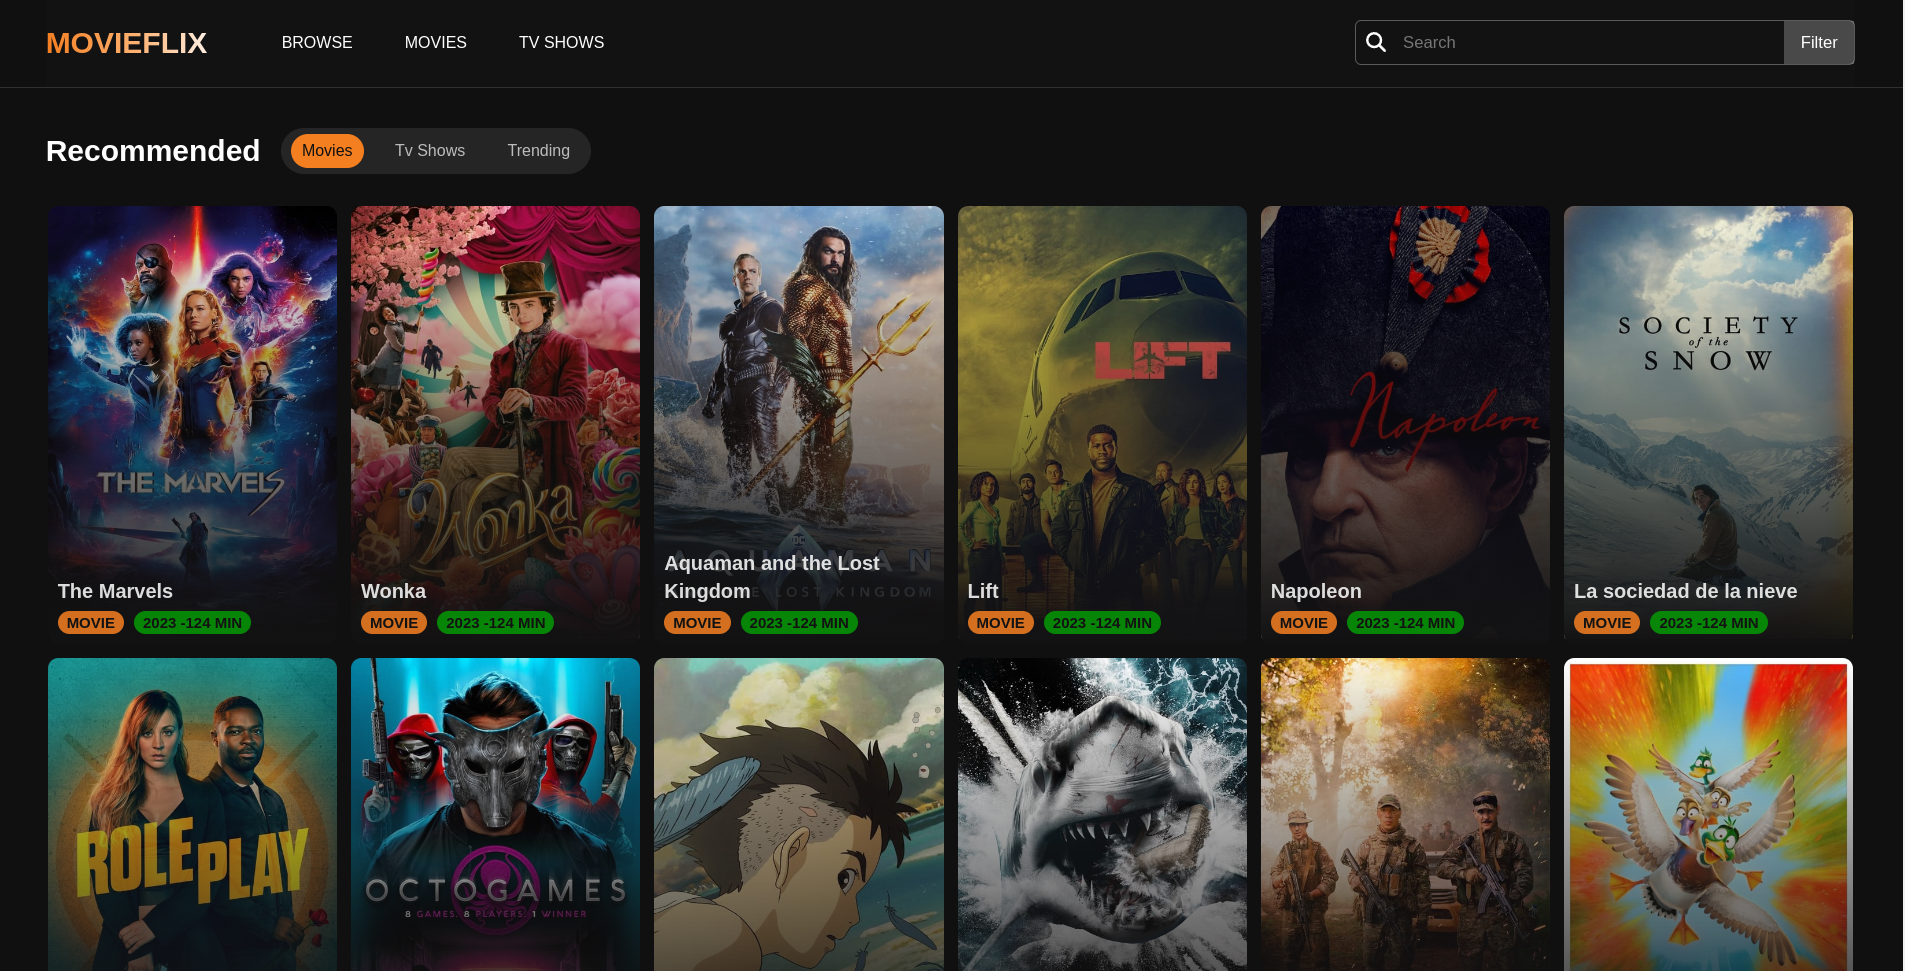 MOVIEFLIX BROWSE MOVIES TV SHOWS Search Filter
Recommended Movies Tv Shows Trending
THE MARVELS
The Marvels
MOVIE 2023 -124 MIN
Wonka
Wonka
MOVIE 2023 -124 MIN
AQUAMAN
LOST KINGDOM
Aquaman and the Lost
Kingdom
MOVIE 2023 -124 MIN
LIFT
Lift
MOVIE 2023 -124 MIN
Napoleon
Napoleon
MOVIE 2023 -124 MIN
SOCIETY
of the
SNOW
La sociedad de la nieve
MOVIE 2023 -124 MIN
ROLE PLAY
OCTOGAMES
8 GAMES. 8 PLAYERS. 1 WINNER